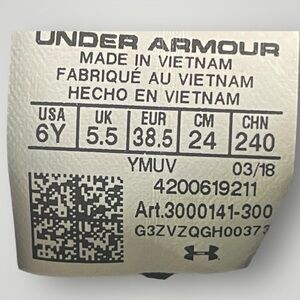 UNDER ARMOUR
MADE IN VIETNAM
FABRIQUÉ AU VIETNAM
HECHO EN VIETNAM
USA UK EUR CM CHN
6Y 5.5 38.5 24 240
YMUV 03/18
4200619211
Art.3000141-300
G3ZVZQGH00373